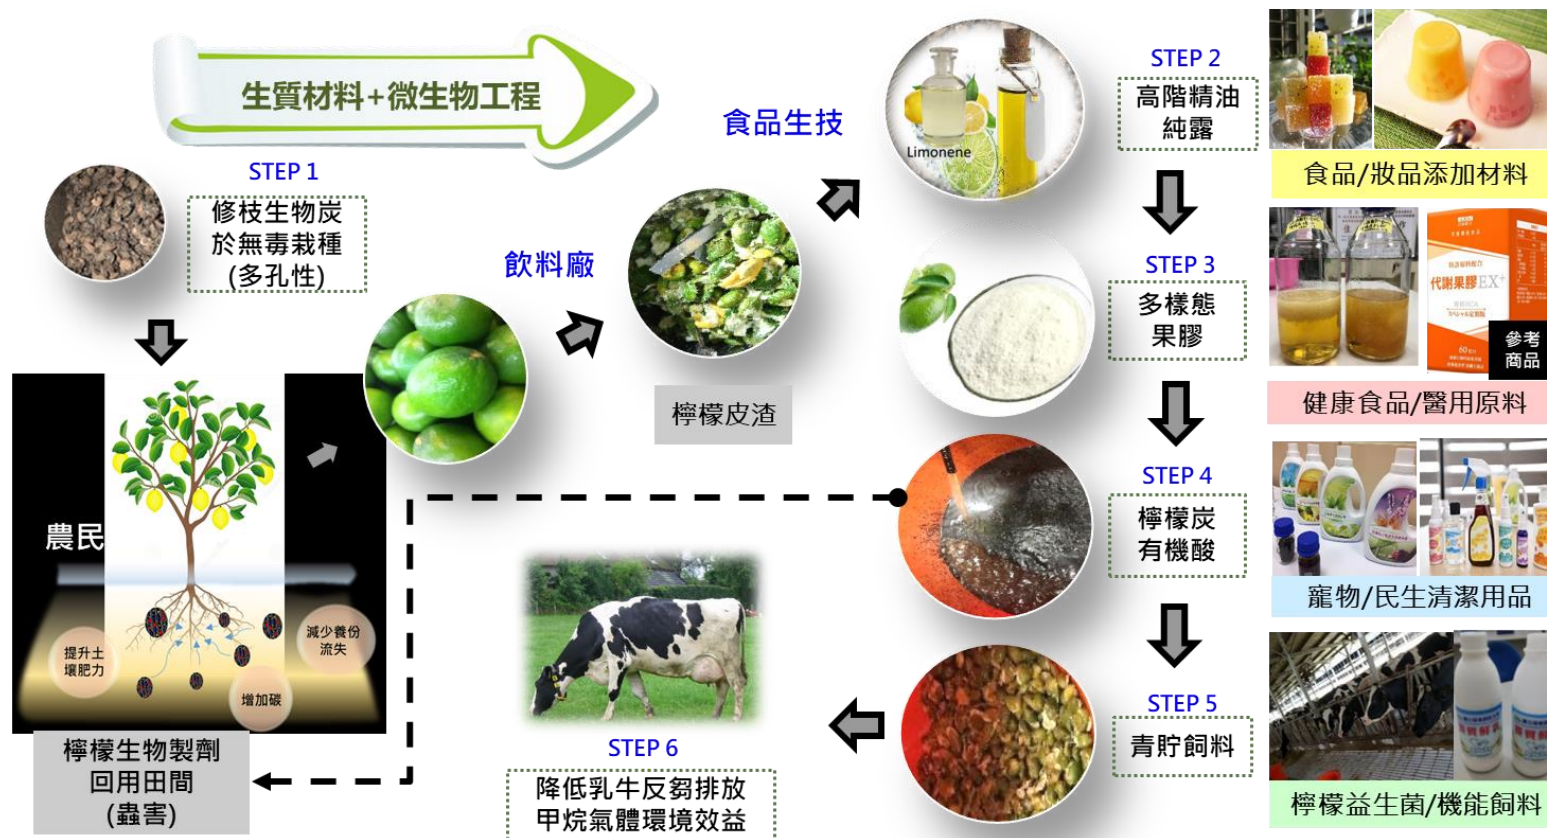 生質材料+微生物工程
STEP 1
修枝生物炭
於無毒栽種
(多孔性)
農民
提升土
壤肥力
增加碳
減少養份
流失
檸檬生物製劑
回用田間
(蟲害)
飲料廠
檸檬皮渣
食品生技
Limonene
STEP 2
高階精油
純露
STEP 3
多樣態
果膠
STEP 4
檸檬炭
有機酸
STEP 5
青貯飼料
STEP 6
降低乳牛反芻排放
甲烷氣體環境效益
食品/妝品添加材料
代謝果膠EX+
60
參考
商品
健康食品/醫用原料
寵物/民生清潔用品
檸檬益生菌/機能飼料